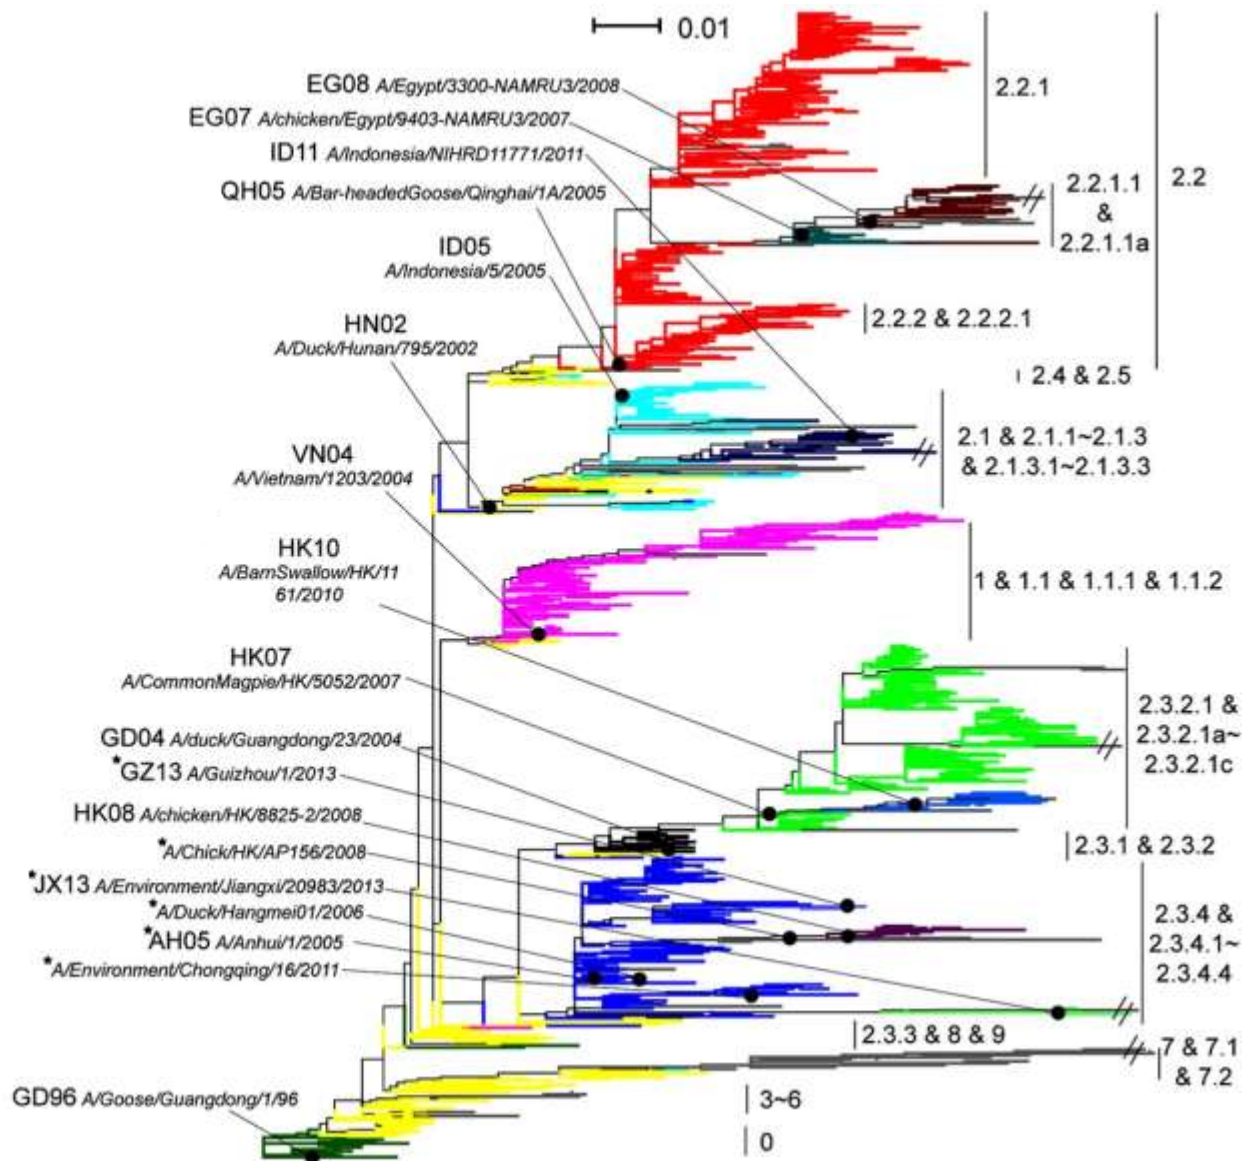 0.01
EG08 A/Egypt/3300-NAMRU3/2008
2.2.1
EG07 A/chicken/Egypt/9403-NAMRU3/2007
ID11 A/Indonesia/NIHRD11771/2011
2.2
QH05 A/Bar-headedGoose/Qinghai/1A/2005
2.2.1.1
&
2.2.1.1a
ID05
A/Indonesia/5/2005
HN02
A/Duck/Hunan/795/2002
2.2.2 & 2.2.2.1
2.4 & 2.5
VN04
A/Vietnam/1203/2004
2.1 & 2.1.1~2.1.3
& 2.1.3.1~2.1.3.3
HK10
A/BarnSwallow/HK/11
61/2010
1 & 1.1 & 1.1.1 & 1.1.2
HK07
A/CommonMagpie/HK/5052/2007
2.3.2.1 &
2.3.2.1a~
2.3.2.1c
GD04 A/duck/Guangdong/23/2004
*GZ13 A/Guizhou/1/2013
HK08 A/chicken/HK/8825-2/2008
2.3.1 & 2.3.2
*A/Chick/HK/AP156/2008
*JX13 A/Environment/Jiangxi/20983/2013
*A/Duck/Hangmei01/2006
*AH05 A/Anhui/1/2005
*A/Environment/Chongqing/16/2011
2.3.4 &
2.3.4.1~
2.3.4.4
2.3.3 & 8 & 9
7 & 7.1
& 7.2
GD96 A/Goose/Guangdong/1/96
3~6
0